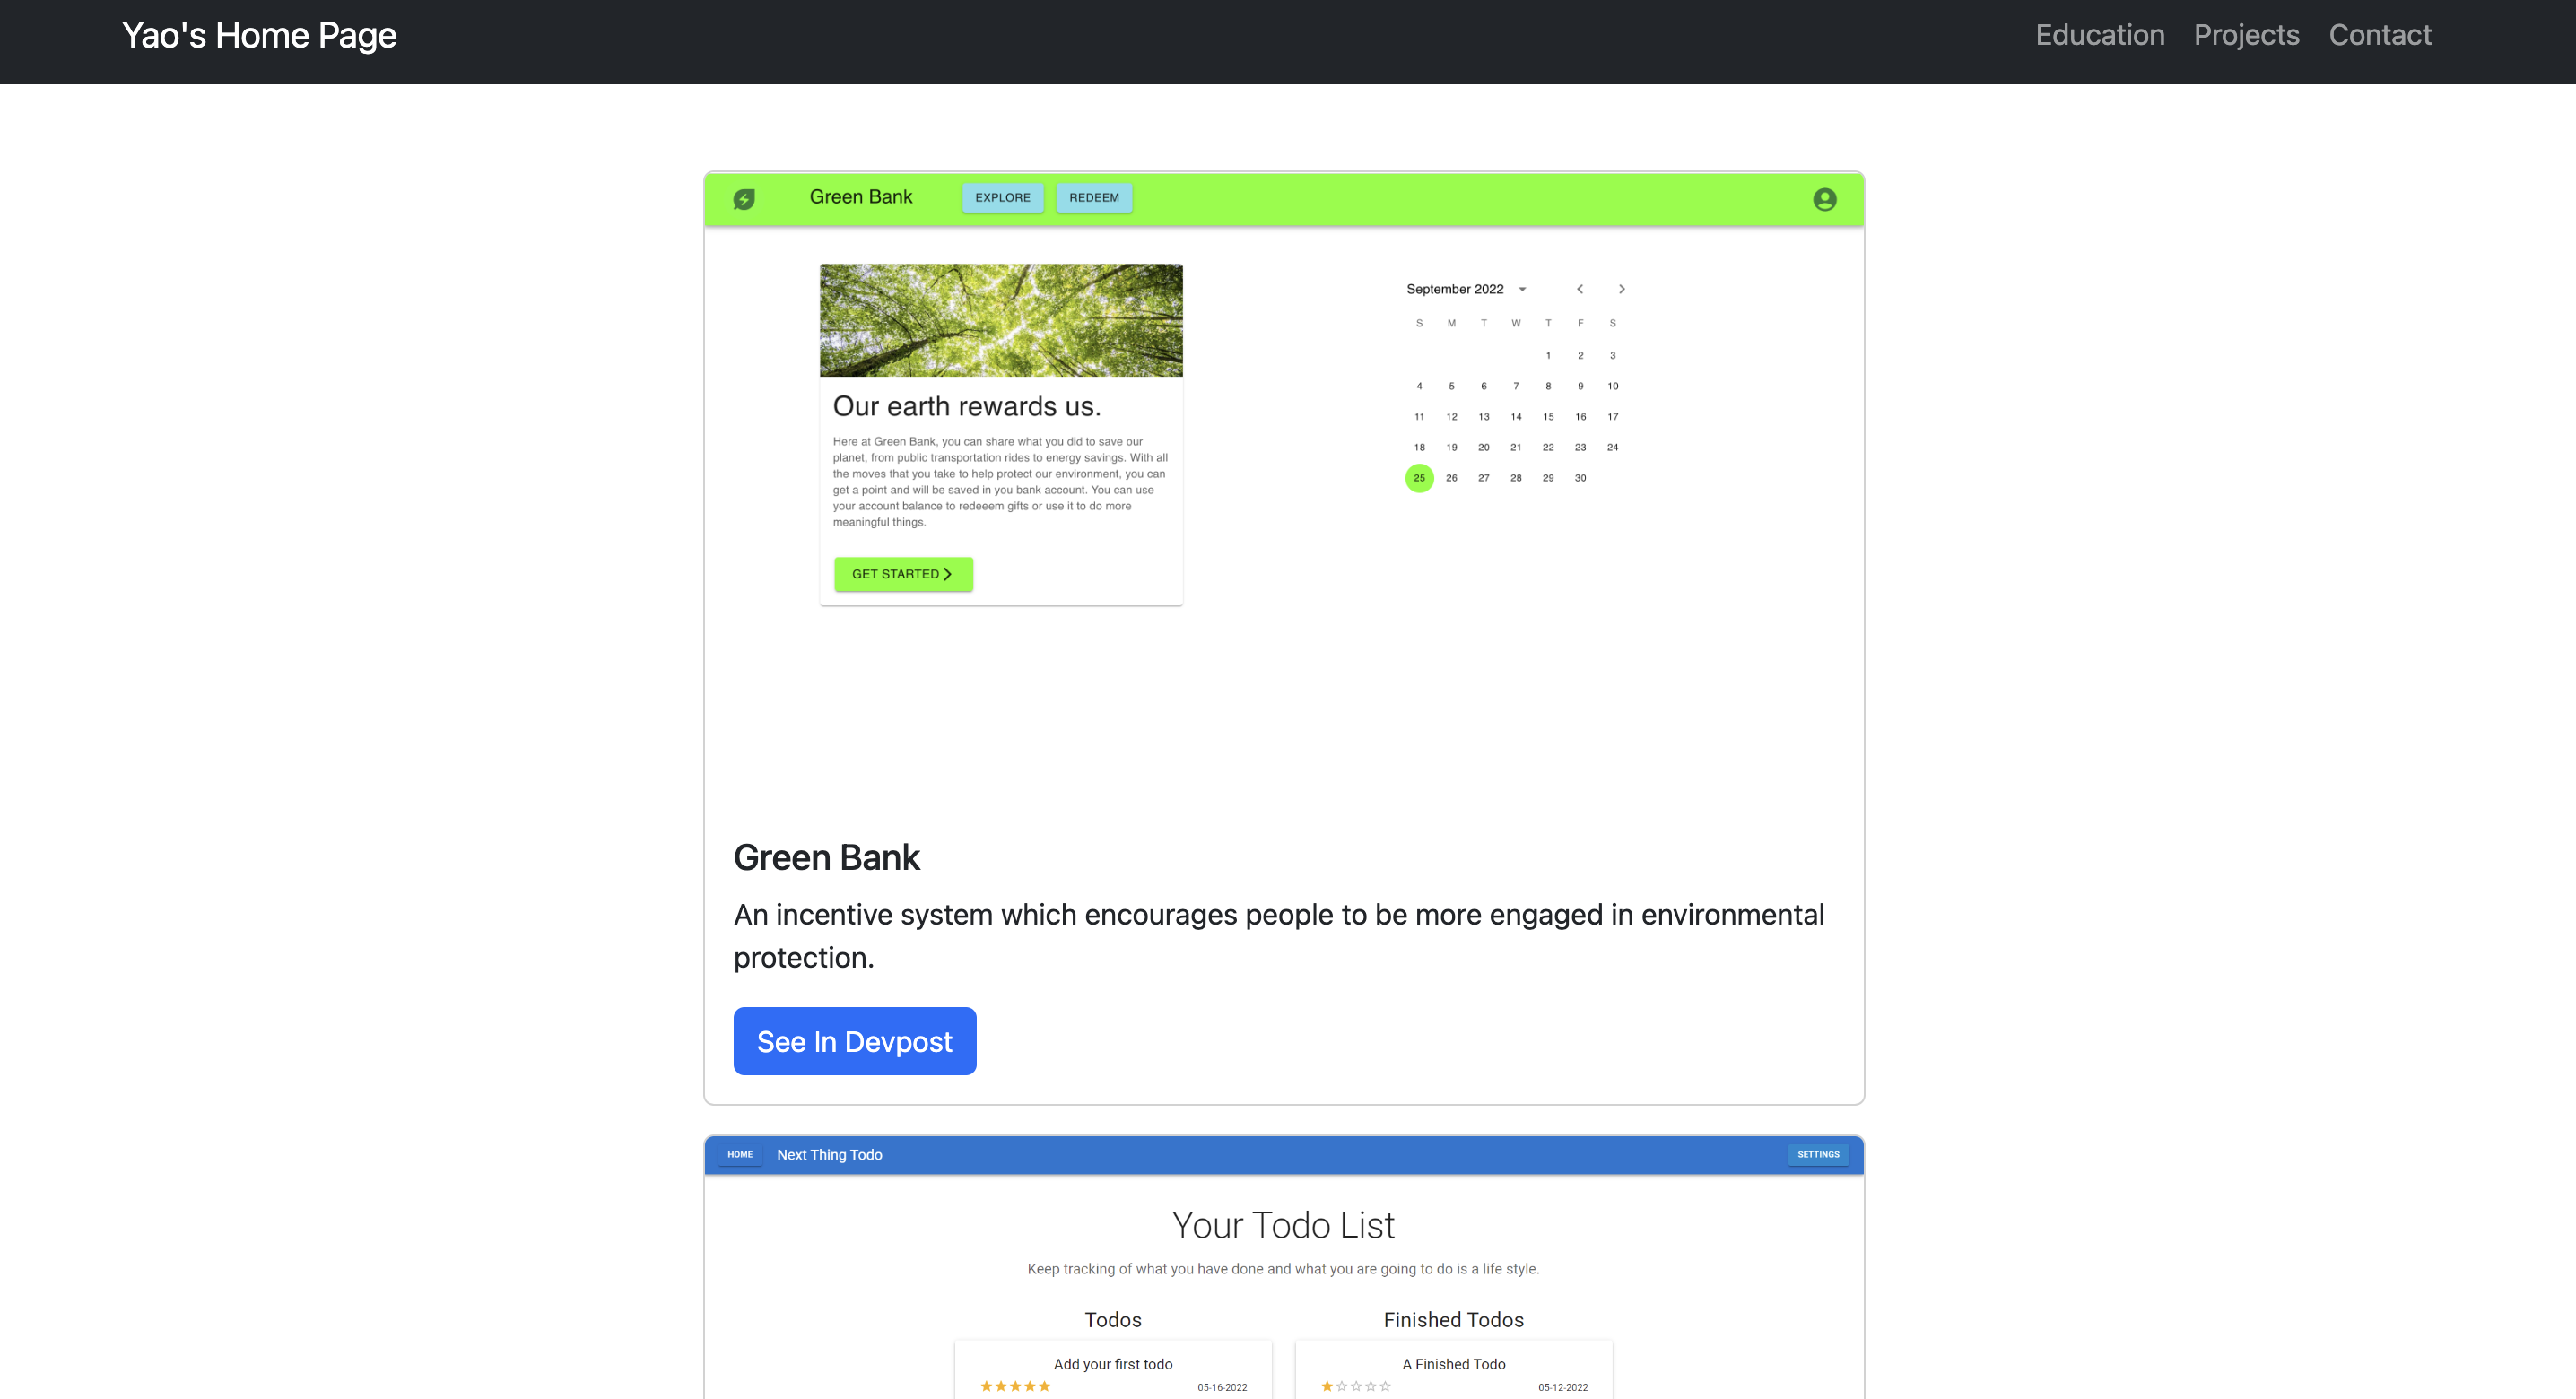 Yao's Home Page Education Projects Contact
Green Bank EXPLORE REDEEM
Our earth rewards us.
Here at Green Bank, you can share what you did to save our
planet, from public transportation rides to energy savings. With all
the moves that you take to help protect our environment, you can
get a point and will be saved in you bank account. You can use
your account balance to redeeem gifts or use it to do more
meaningful things.
GET STARTED
September 2022
S M T W T F S
1 2 3
4 5 6 7 8 9 10
11 12 13 14 15 16 17
18 19 20 21 22 23 24
25 26 27 28 29 30
Green Bank
An incentive system which encourages people to be more engaged in environmental
protection.
See In Devpost
HOME Next Thing Todo SETTINGS
Your Todo List
Keep tracking of what you have done and what you are going to do is a life style.
Todos
Add your first todo
05-16-2022
Finished Todos
A Finished Todo
05-12-2022